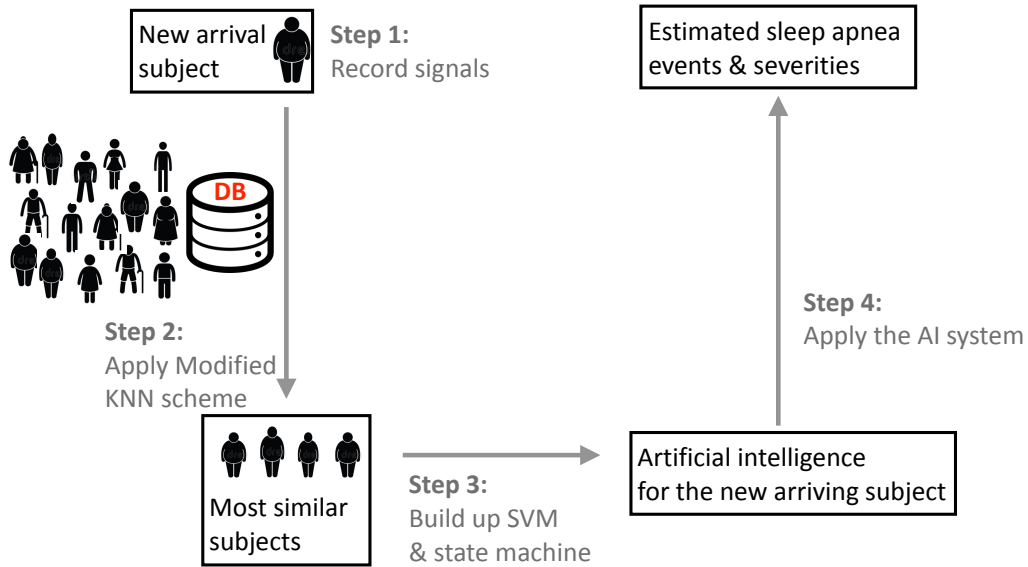 New arrival
subject
Step 1:
Record signals
Estimated sleep apnea
events & severities
DB
Step 2:
Apply Modified
KNN scheme
Step 4:
Apply the AI system
Most similar
subjects
Step 3:
Build up SVM
& state machine
Artificial intelligence
for the new arriving subject